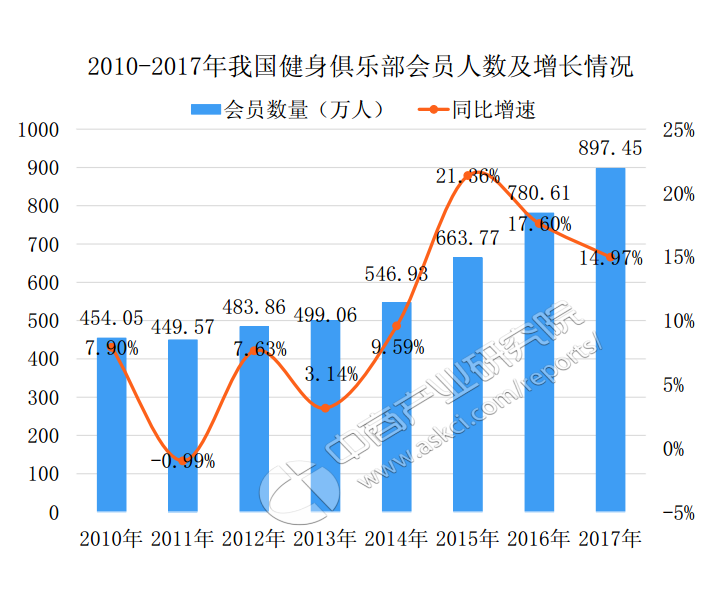 2010-2017年我国健身俱乐部会员人数及增长情况
会员数量（万人） 同比增速
1000 25%
900 897.45
800 20%
780.61
21.36%
700 17.60%
663.77
600 14.97% 15%
546.93
500 454.05 449.57 483.86 499.06 10%
400 7.90% 7.63% 9.59%
3.14% 5%
300
200 0%
-0.99%
100
0 -5%
2010年 2011年 2012年 2013年 2014年 2015年 2016年 2017年
中商产业研究院
www.askci.com/reports/